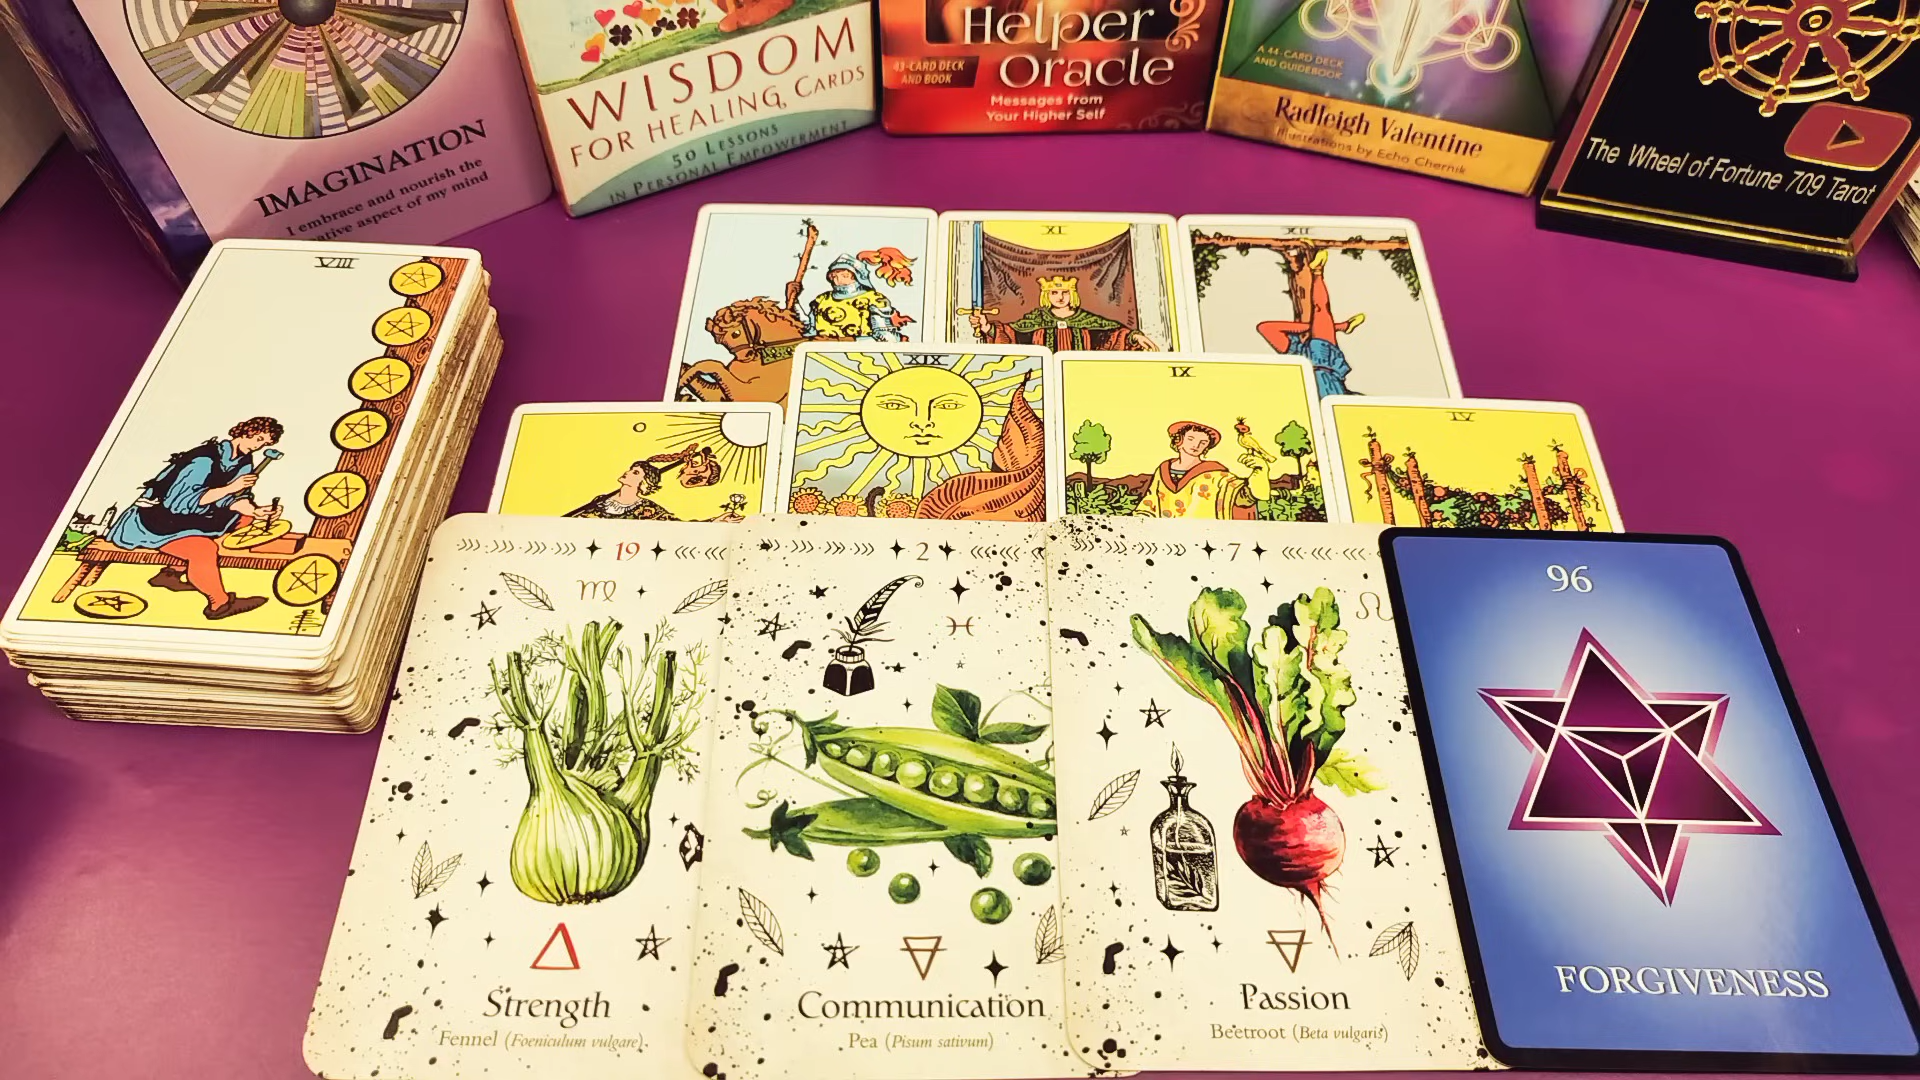 IMAGINATION
I embrace and nourish the
ative aspect of my mind
WISDOM
FOR HEALING CARDS
50 LESSONS
IN PERSONAL EMPOWERMENT
Helper
Oracle
43-CARD DECK
AND BOOK
Messages from
Your Higher Self
A 44-CARD DECK
AND GUIDEBOOK
Radleigh Valentine
Illustrations by Echo Chernik
The Wheel of Fortune 709 Tarot
VIII
XI
XII
XIX
IX
IV
19
Strength
Fennel (Foeniculum vulgare)
2
Communication
Pea (Pisum sativum)
7
Passion
Beetroot (Beta vulgaris)
96
FORGIVENESS